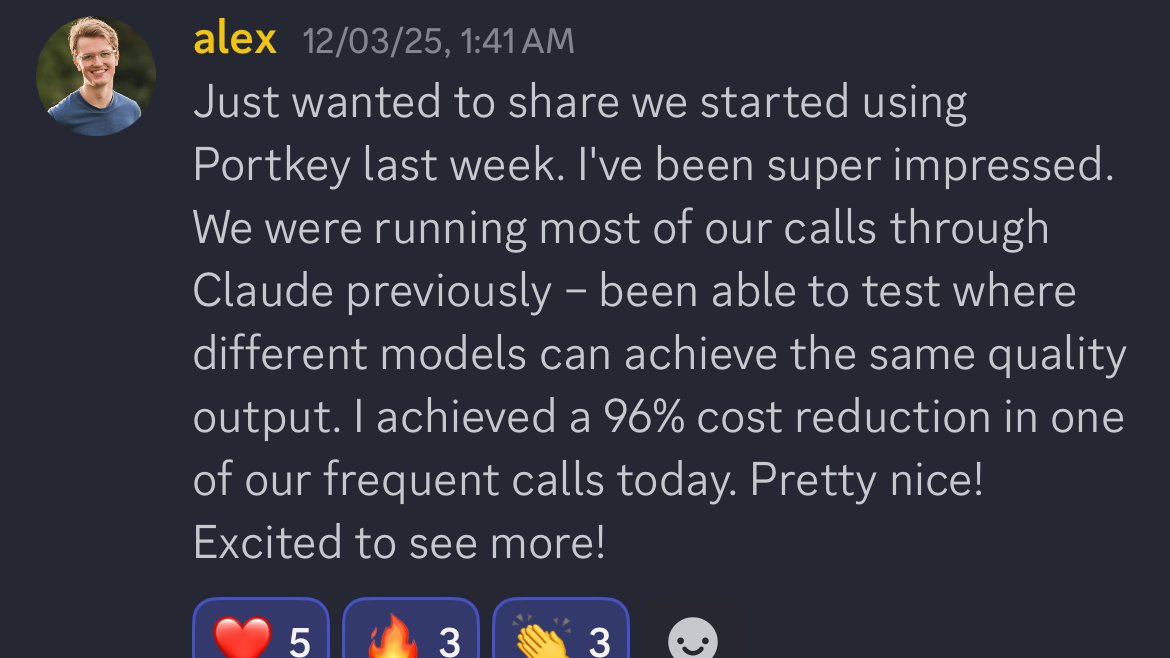 alex 12/03/25, 1:41 AM
Just wanted to share we started using
Portkey last week. I've been super impressed.
We were running most of our calls through
Claude previously – been able to test where
different models can achieve the same quality
output. I achieved a 96% cost reduction in one
of our frequent calls today. Pretty nice!
Excited to see more!
5 3 3